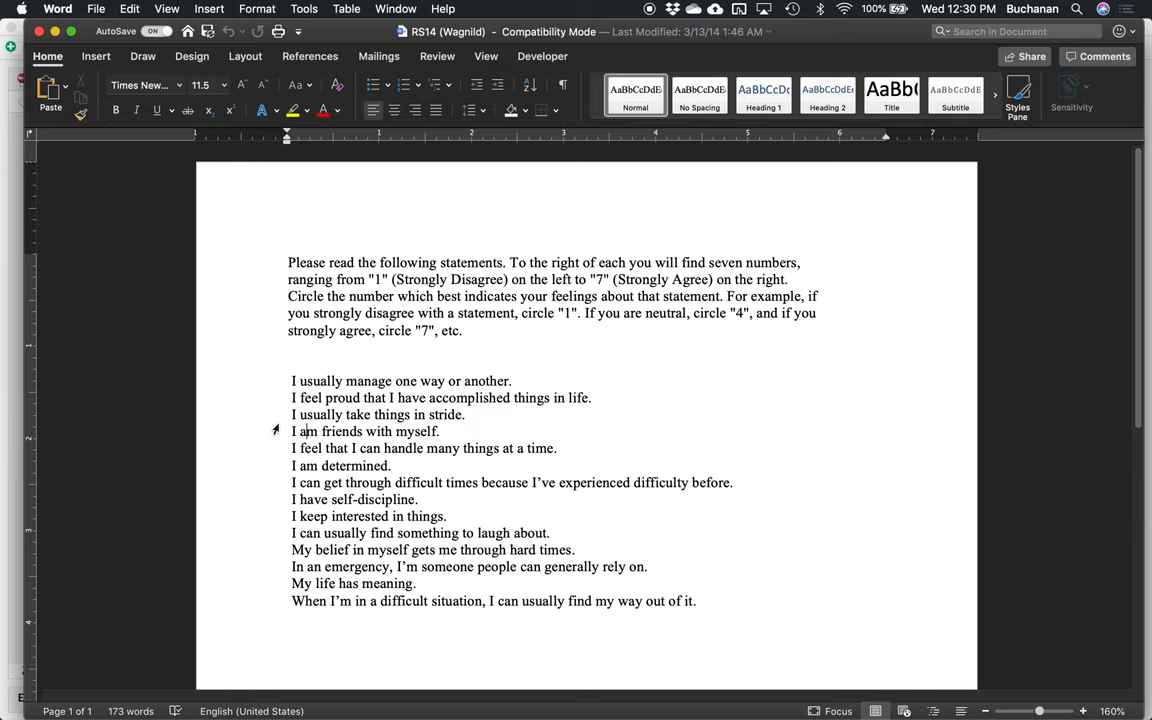 Word File Edit View Insert Format Tools Table Window Help 100% Wed 12:30 PM Buchanan
AutoSave ON RS14 (Wagnild) - Compatibility Mode — Last Modified: 3/13/14 1:46 AM Search in Document
Home Insert Draw Design Layout References Mailings Review View Developer Share Comments
Paste Times New... 11.5 Aa AaBbCcDdE AaBbCcDdE AaBbCcDc AaBbCcDdE AaBb( AaBbCcDdE
B I U ab x x A A Normal No Spacing Heading 1 Heading 2 Title Subtitle Styles Pane Sensitivity
1 1 2 3 4 5 6 7
Please read the following statements. To the right of each you will find seven numbers,
ranging from "1" (Strongly Disagree) on the left to "7" (Strongly Agree) on the right.
Circle the number which best indicates your feelings about that statement. For example, if
you strongly disagree with a statement, circle "1". If you are neutral, circle "4", and if you
strongly agree, circle "7", etc.
I usually manage one way or another.
I feel proud that I have accomplished things in life.
I usually take things in stride.
I am friends with myself.
I feel that I can handle many things at a time.
I am determined.
I can get through difficult times because I’ve experienced difficulty before.
I have self-discipline.
I keep interested in things.
I can usually find something to laugh about.
My belief in myself gets me through hard times.
In an emergency, I’m someone people can generally rely on.
My life has meaning.
When I’m in a difficult situation, I can usually find my way out of it.
Page 1 of 1 173 words English (United States) Focus 160%